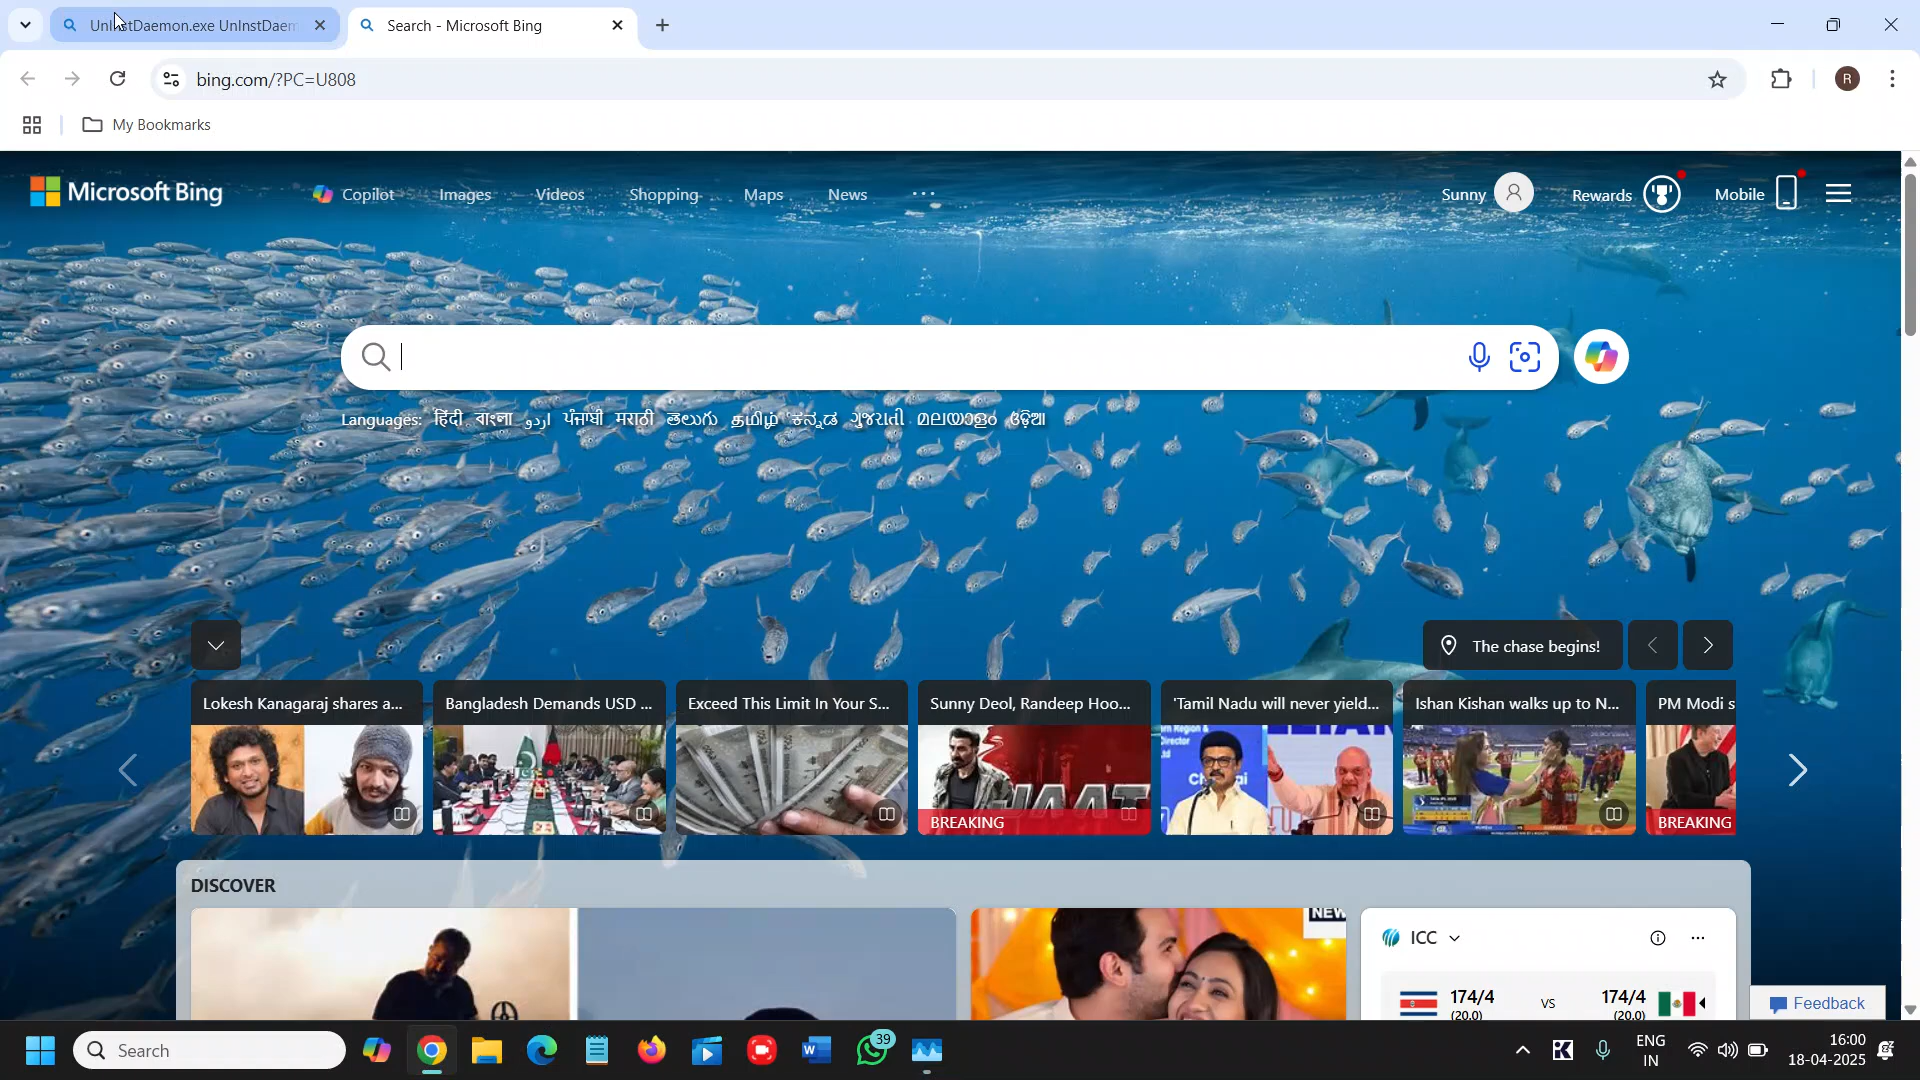 UnInstDaemon.exe UnInstDaem
Search - Microsoft Bing
bing.com/?PC=U808
R
My Bookmarks
Microsoft Bing
Copilot
Images
Videos
Shopping
Maps
News
Sunny
Rewards
Mobile
Languages: हिंदी বাংলা اردو ਪੰਜਾਬੀ मराठी తెలుగు தமிழ் ಕನ್ನಡ ગુજરાતી മലയാളം ଓଡ଼ିଆ
The chase begins!
Lokesh Kanagaraj shares a...
Bangladesh Demands USD ...
Exceed This Limit In Your S...
Sunny Deol, Randeep Hoo...
'Tamil Nadu will never yield...
Ishan Kishan walks up to N...
PM Modi s
JAAT
BREAKING
BREAKING
DISCOVER
NEW
ICC
174/4
(20.0)
VS
174/4
(20.0)
Feedback
Search
39
ENG
IN
16:00
18-04-2025